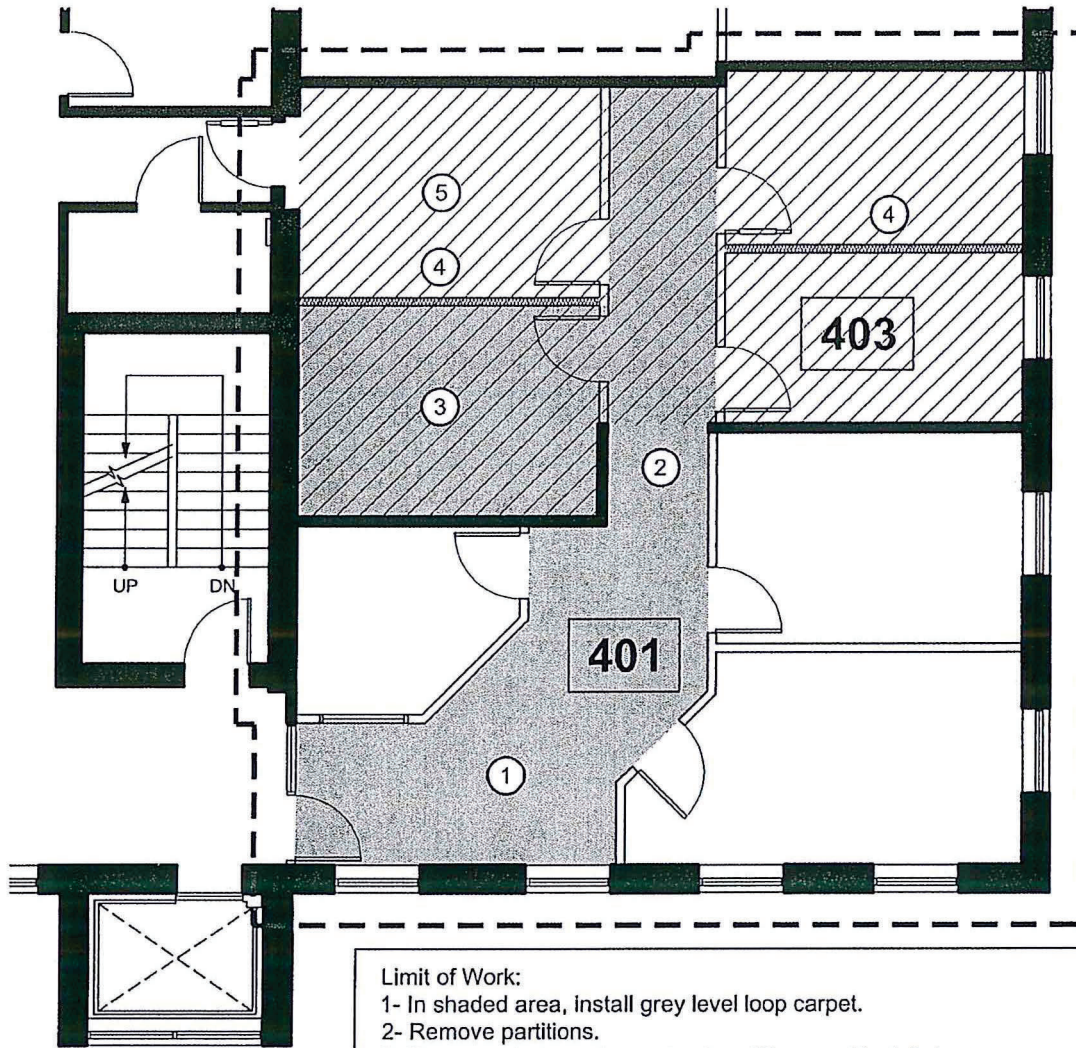 5
4
4
403
3
2
UP DN
401
1
Limit of Work:
1- In shaded area, install grey level loop carpet.
2- Remove partitions.